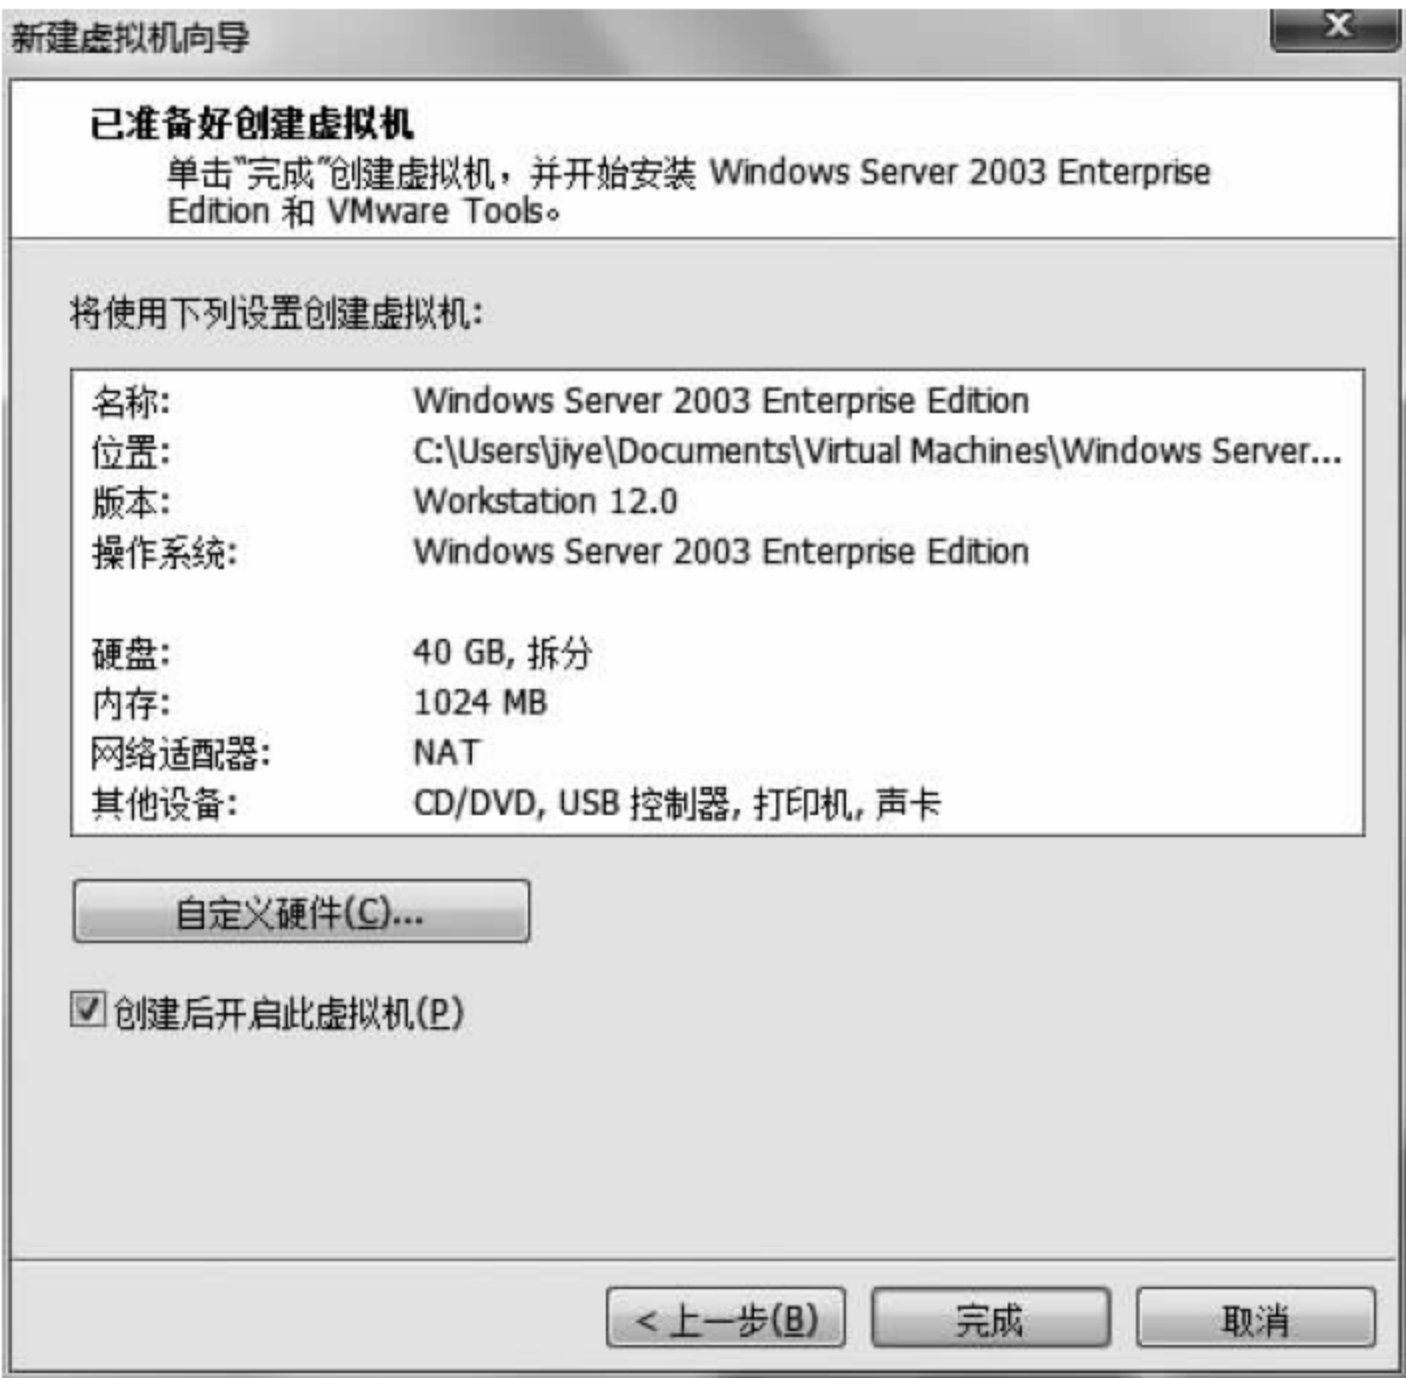 新建虚拟机向导
已准备好创建虚拟机
单击"完成"创建虚拟机，并开始安装 Windows Server 2003 Enterprise
Edition 和 VMware Tools。
将使用下列设置创建虚拟机:
名称: Windows Server 2003 Enterprise Edition
位置: C:\Users\jiye\Documents\Virtual Machines\Windows Server...
版本: Workstation 12.0
操作系统: Windows Server 2003 Enterprise Edition
硬盘: 40 GB, 拆分
内存: 1024 MB
网络适配器: NAT
其他设备: CD/DVD, USB 控制器, 打印机, 声卡
自定义硬件(C)...
创建后开启此虚拟机(P)
< 上一步(B) 完成 取消